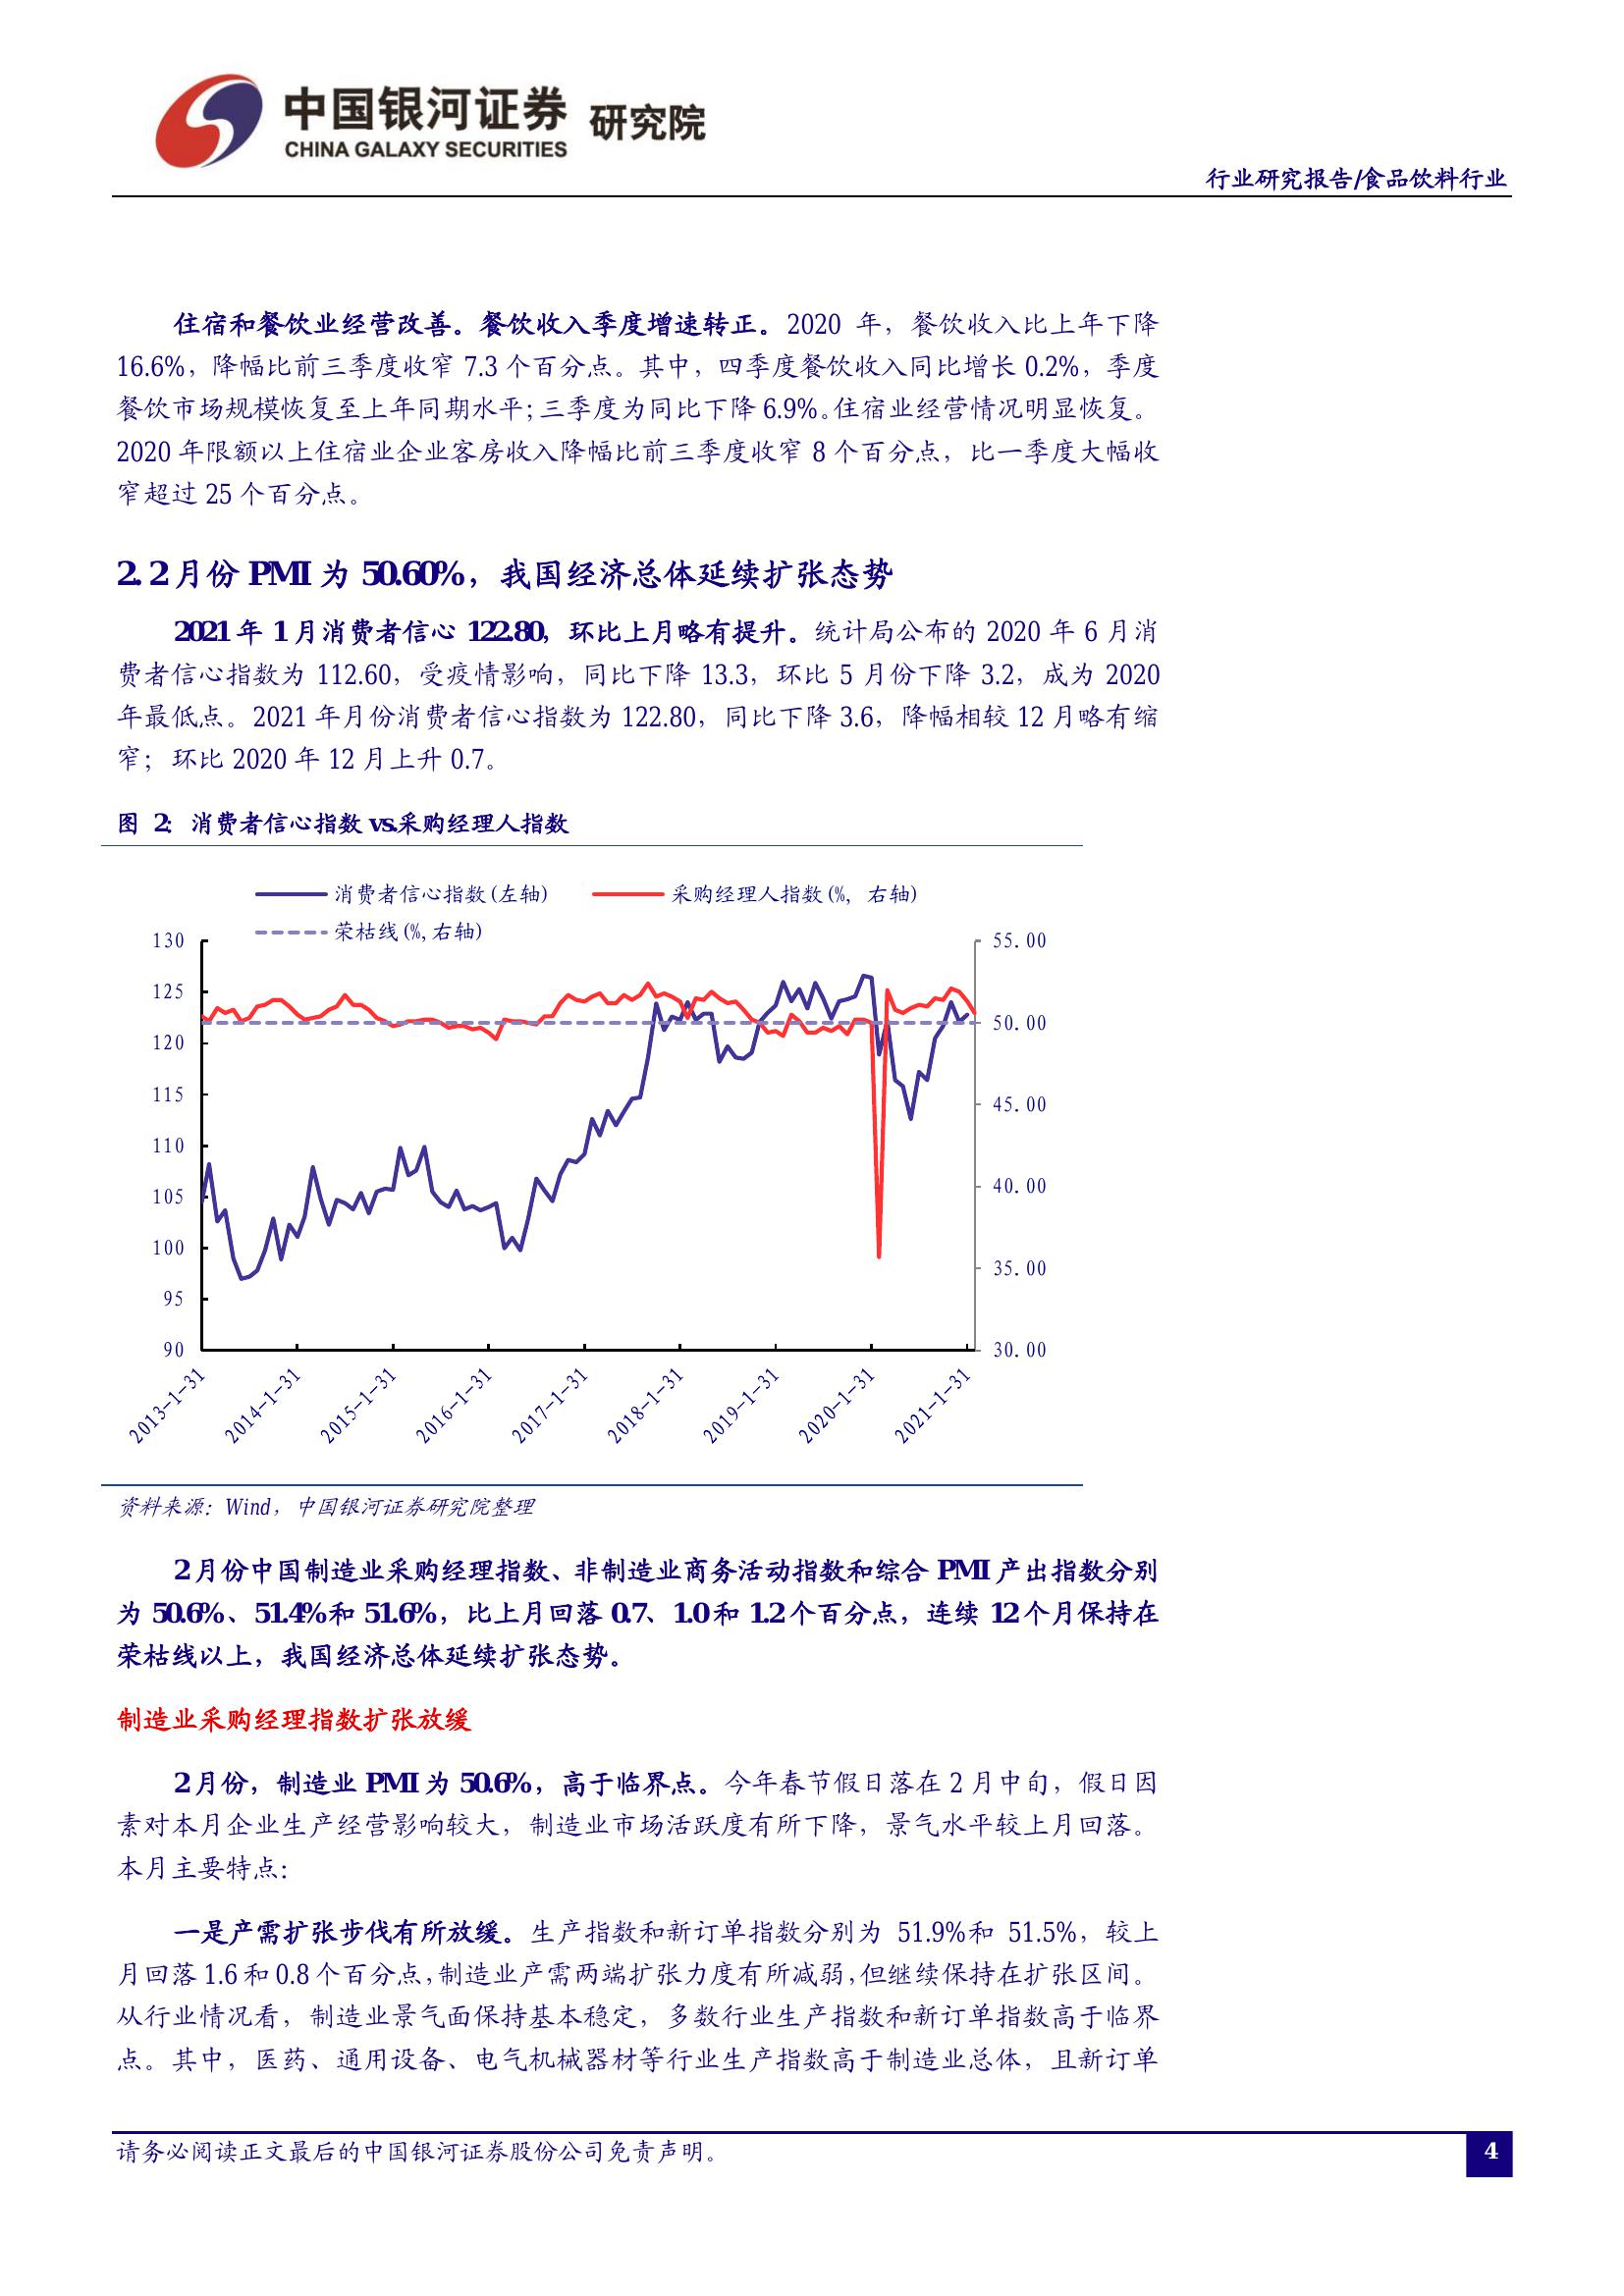 中国银河证券 研究院
CHINA GALAXY SECURITIES
行业研究报告/食品饮料行业
住宿和餐饮业经营改善。餐饮收入季度增速转正。2020 年，餐饮收入比上年下降
16.6%，降幅比前三季度收窄 7.3 个百分点。其中，四季度餐饮收入同比增长 0.2%，季度
餐饮市场规模恢复至上年同期水平；三季度为同比下降 6.9%。住宿业经营情况明显恢复。
2020 年限额以上住宿业企业客房收入降幅比前三季度收窄 8 个百分点，比一季度大幅收
窄超过 25 个百分点。
2. 2 月份 PMI 为 50.60%，我国经济总体延续扩张态势
2021 年 1 月消费者信心 122.80，环比上月略有提升。统计局公布的 2020 年 6 月消
费者信心指数为 112.60，受疫情影响，同比下降 13.3，环比 5 月份下降 3.2，成为 2020
年最低点。2021 年月份消费者信心指数为 122.80，同比下降 3.6，降幅相较 12 月略有缩
窄；环比 2020 年 12 月上升 0.7。
图 2：消费者信心指数 vs.采购经理人指数
消费者信心指数(左轴) 采购经理人指数(%，右轴)
荣枯线(%,右轴)
130 55.00
125
50.00
120
115 45.00
110
40.00
105
100
35.00
95
90 30.00
2013-1-31 2014-1-31 2015-1-31 2016-1-31 2017-1-31 2018-1-31 2019-1-31 2020-1-31 2021-1-31
资料来源：Wind，中国银河证券研究院整理
2 月份中国制造业采购经理指数、非制造业商务活动指数和综合 PMI 产出指数分别
为 50.6%、51.4%和 51.6%，比上月回落 0.7、1.0 和 1.2 个百分点，连续 12 个月保持在
荣枯线以上，我国经济总体延续扩张态势。
制造业采购经理指数扩张放缓
2 月份，制造业 PMI 为 50.6%，高于临界点。今年春节假日落在 2 月中旬，假日因
素对本月企业生产经营影响较大，制造业市场活跃度有所下降，景气水平较上月回落。
本月主要特点：
一是产需扩张步伐有所放缓。生产指数和新订单指数分别为 51.9%和 51.5%，较上
月回落 1.6 和 0.8 个百分点，制造业产需两端扩张力度有所减弱，但继续保持在扩张区间。
从行业情况看，制造业景气面保持基本稳定，多数行业生产指数和新订单指数高于临界
点。其中，医药、通用设备、电气机械器材等行业生产指数高于制造业总体，且新订单
请务必阅读正文最后的中国银河证券股份公司免责声明。
4